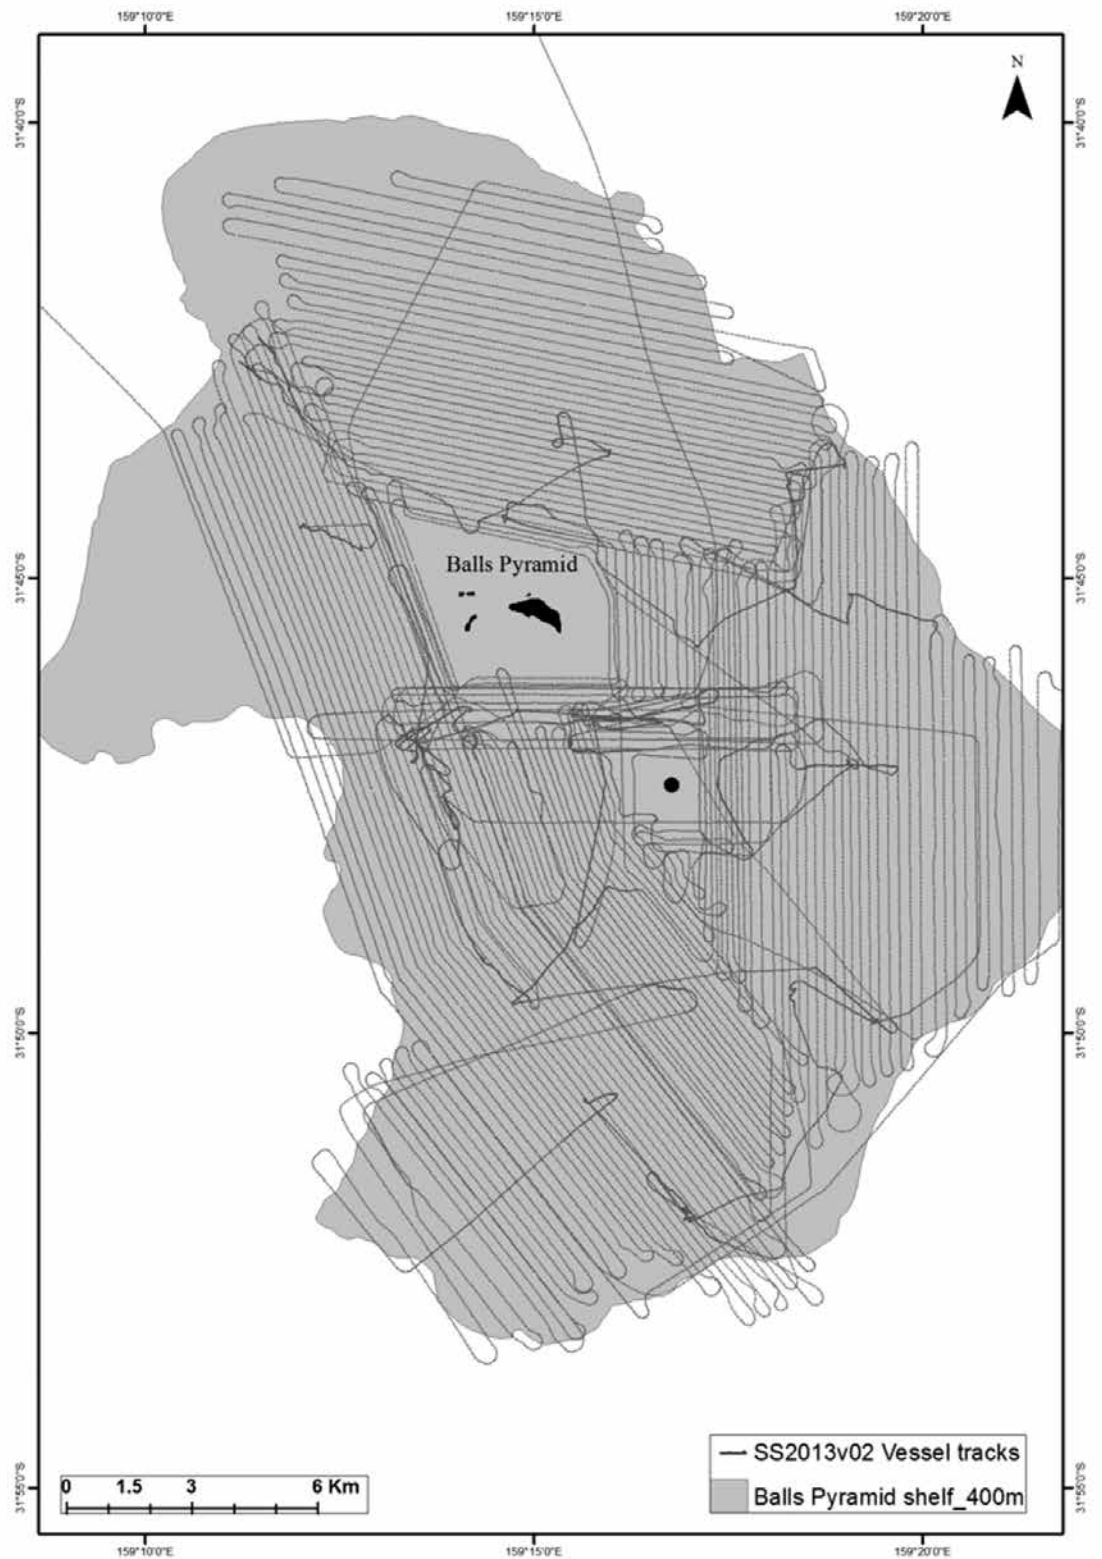 159°10'0"E 159°15'0"E 159°20'0"E
N
31°40'0"S 31°40'0"S
Balls Pyramid
31°45'0"S 31°45'0"S
31°50'0"S 31°50'0"S
SS2013v02 Vessel tracks
0 1.5 3 6 Km
Balls Pyramid shelf_400m
31°55'0"S 31°55'0"S
159°10'0"E 159°15'0"E 159°20'0"E